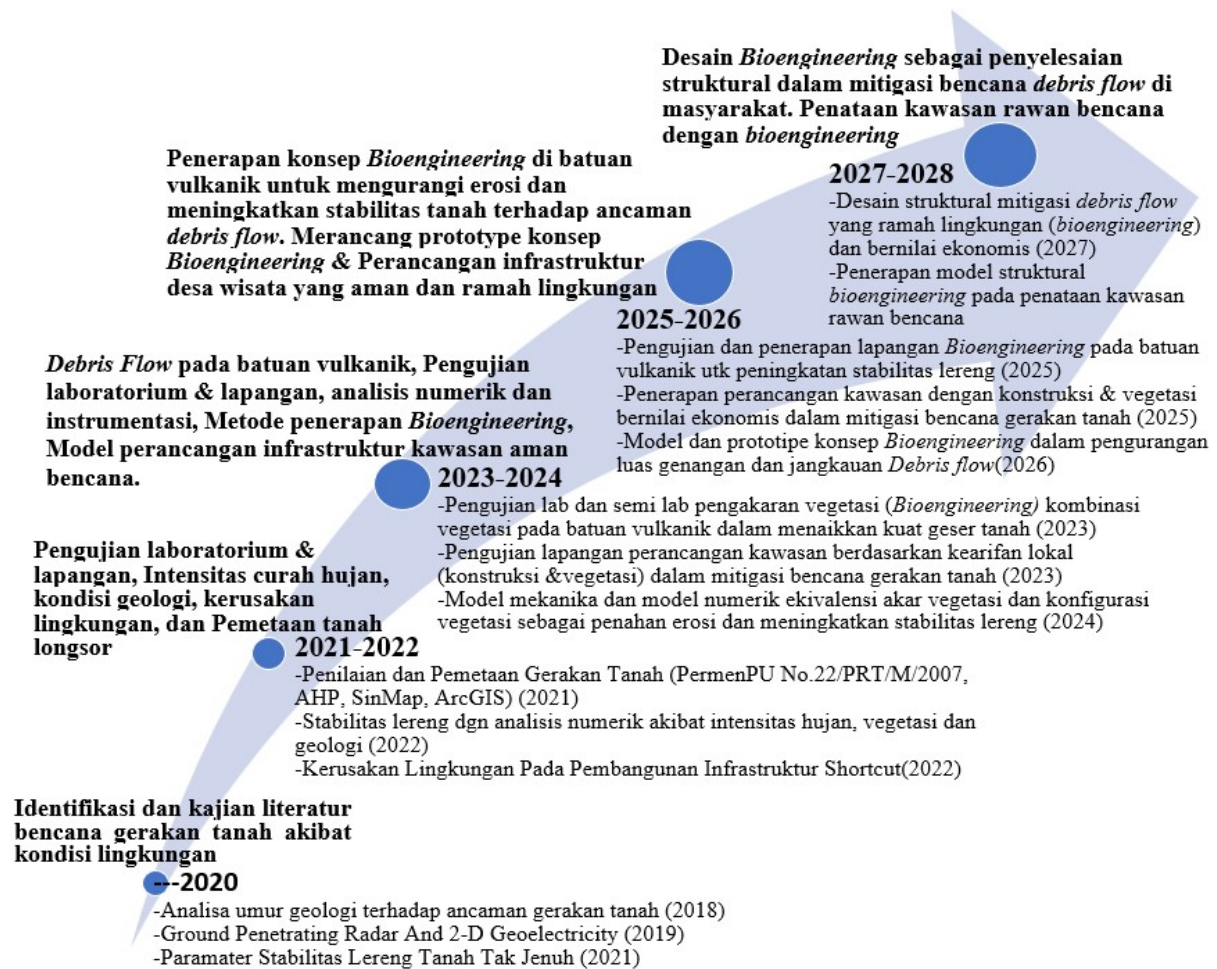 Desain Bioengineering sebagai penyelesaian
struktural dalam mitigasi bencana debris flow di
masyarakat. Penataan kawasan rawan bencana
dengan bioengineering
2027-2028
-Desain struktural mitigasi debris flow
yang ramah lingkungan (bioengineering)
dan bernilai ekonomis (2027)
-Penerapan model struktural
bioengineering pada penataan kawasan
rawan bencana
Penerapan konsep Bioengineering di batuan
vulkanik untuk mengurangi erosi dan
meningkatkan stabilitas tanah terhadap ancaman
debris flow. Merancang prototype konsep
Bioengineering & Perancangan infrastruktur
desa wisata yang aman dan ramah lingkungan
2025-2026
-Pengujian dan penerapan lapangan Bioengineering pada batuan
vulkanik utk peningkatan stabilitas lereng (2025)
-Penerapan perancangan kawasan dengan konstruksi & vegetasi
bernilai ekonomis dalam mitigasi bencana gerakan tanah (2025)
-Model dan prototipe konsep Bioengineering dalam pengurangan
luas genangan dan jangkauan Debris flow(2026)
Debris Flow pada batuan vulkanik, Pengujian
laboratorium & lapangan, analisis numerik dan
instrumentasi, Metode penerapan Bioengineering,
Model perancangan infrastruktur kawasan aman
bencana.
2023-2024
-Pengujian lab dan semi lab pengakaran vegetasi (Bioengineering) kombinasi
vegetasi pada batuan vulkanik dalam menaikkan kuat geser tanah (2023)
-Pengujian lapangan perancangan kawasan berdasarkan kearifan lokal
(konstruksi &vegetasi) dalam mitigasi bencana gerakan tanah (2023)
-Model mekanika dan model numerik ekivalensi akar vegetasi dan konfigurasi
vegetasi sebagai penahan erosi dan meningkatkan stabilitas lereng (2024)
Pengujian laboratorium &
lapangan, Intensitas curah hujan,
kondisi geologi, kerusakan
lingkungan, dan Pemetaan tanah
longsor
2021-2022
-Penilaian dan Pemetaan Gerakan Tanah (PermenPU No.22/PRT/M/2007,
AHP, SinMap, ArcGIS) (2021)
-Stabilitas lereng dgn analisis numerik akibat intensitas hujan, vegetasi dan
geologi (2022)
-Kerusakan Lingkungan Pada Pembangunan Infrastruktur Shortcut(2022)
Identifikasi dan kajian literatur
bencana gerakan tanah akibat
kondisi lingkungan
---2020
-Analisa umur geologi terhadap ancaman gerakan tanah (2018)
-Ground Penetrating Radar And 2-D Geoelectricity (2019)
-Paramater Stabilitas Lereng Tanah Tak Jenuh (2021)